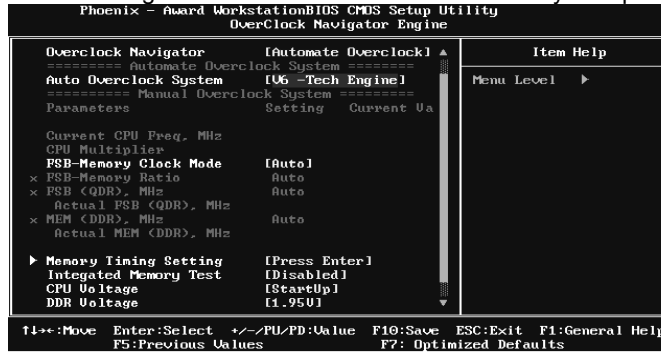 Phoenix - Award WorkstationBIOS CMOS Setup Utility
OverClock Navigator Engine
Overclock Navigator [Automate Overclock]
========= Automate Overclock System =======
Auto Overclock System [V6 -Tech Engine]
========== Manual Overclock System =========
Parameters Setting Current Va
Current CPU Freq, MHz
CPU Multiplier
FSB-Memory Clock Mode [Auto]
x FSB-Memory Ratio Auto
x FSB (QDR), MHz Auto
Actual FSB (QDR), MHz
x MEM (DDR), MHz Auto
Actual MEM (DDR), MHz
▶ Memory Timing Setting [Press Enter]
Integated Memory Test [Disabled]
CPU Voltage [StartUp]
DDR Voltage [1.95V]
Item Help
Menu Level ▶
↑↓→←:Move Enter:Select +/-/PU/PD:Value F10:Save ESC:Exit F1:General Help
F5:Previous Values F7: Optimized Defaults